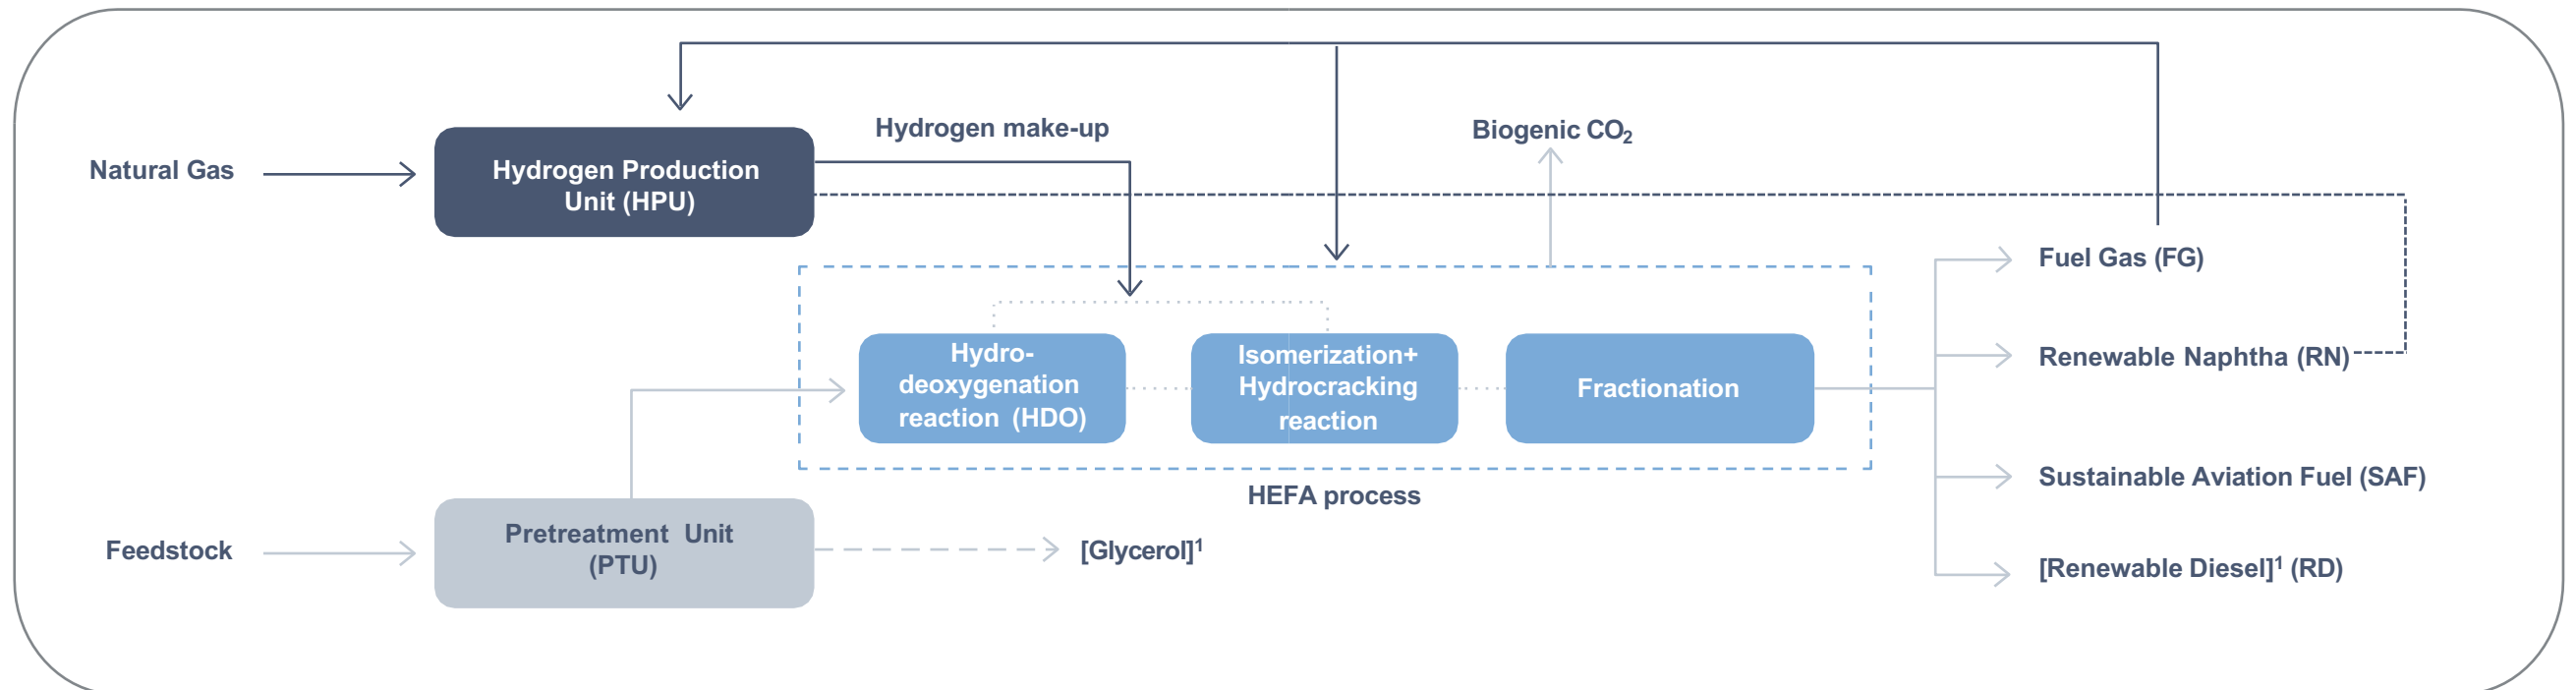 Hydrogen make-up
Biogenic CO₂
Natural Gas
Hydrogen Production
Unit (HPU)
Fuel Gas (FG)
Renewable Naphtha (RN)
Hydro-
deoxygenation
reaction (HDO)
Isomerization+
Hydrocracking
reaction
Fractionation
Sustainable Aviation Fuel (SAF)
HEFA process
Feedstock
Pretreatment Unit
(PTU)
[Glycerol]¹
[Renewable Diesel]¹ (RD)